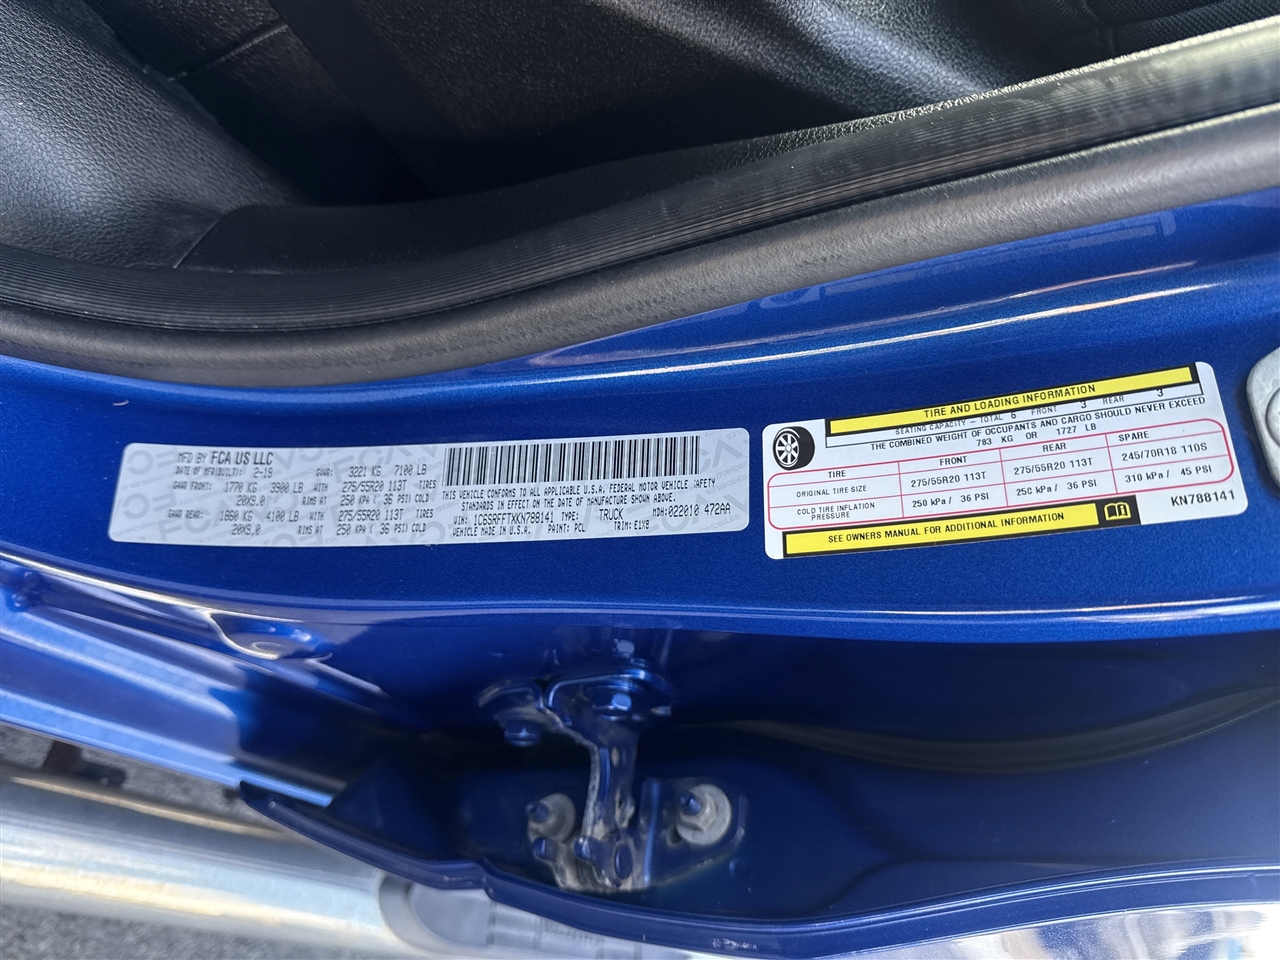 MFD BY FCA US LLC
DATE OF MFR(BUILT): 2-19 GVWR: 3221 KG 7100 LB
GAWR FRONT: 1770 KG 3900 LB WITH 275/55R20 113T
20X9.0 RIMS AT 250 KPA( 36 PSI) COLD
GAWR REAR: 1860 KG 4100 LB WITH 275/55R20 113T
20X9.0 RIMS AT 250 KPA( 36 PSI) COLD
THIS VEHICLE CONFORMS TO ALL APPLICABLE U.S.A. FEDERAL MOTOR VEHICLE SAFETY
STANDARDS IN EFFECT ON THE DATE OF MANUFACTURE SHOWN ABOVE.
VIN: 1C6SRFFTXKN788141 TYPE: TRUCK MDH:022010 472AA
VEHICLE MADE IN U.S.A. PAINT: PCL TRIM: E1X8
TIRE AND LOADING INFORMATION
SEATING CAPACITY - TOTAL 6 FRONT 3 REAR 3
THE COMBINED WEIGHT OF OCCUPANTS AND CARGO SHOULD NEVER EXCEED
783 KG OR 1727 LB
TIRE FRONT REAR SPARE
ORIGINAL TIRE SIZE 275/55R20 113T 275/55R20 113T 245/70R18 110S
COLD TIRE INFLATION PRESSURE 250 kPa / 36 PSI 250 kPa / 36 PSI 310 kPa / 45 PSI
SEE OWNERS MANUAL FOR ADDITIONAL INFORMATION
KN788141